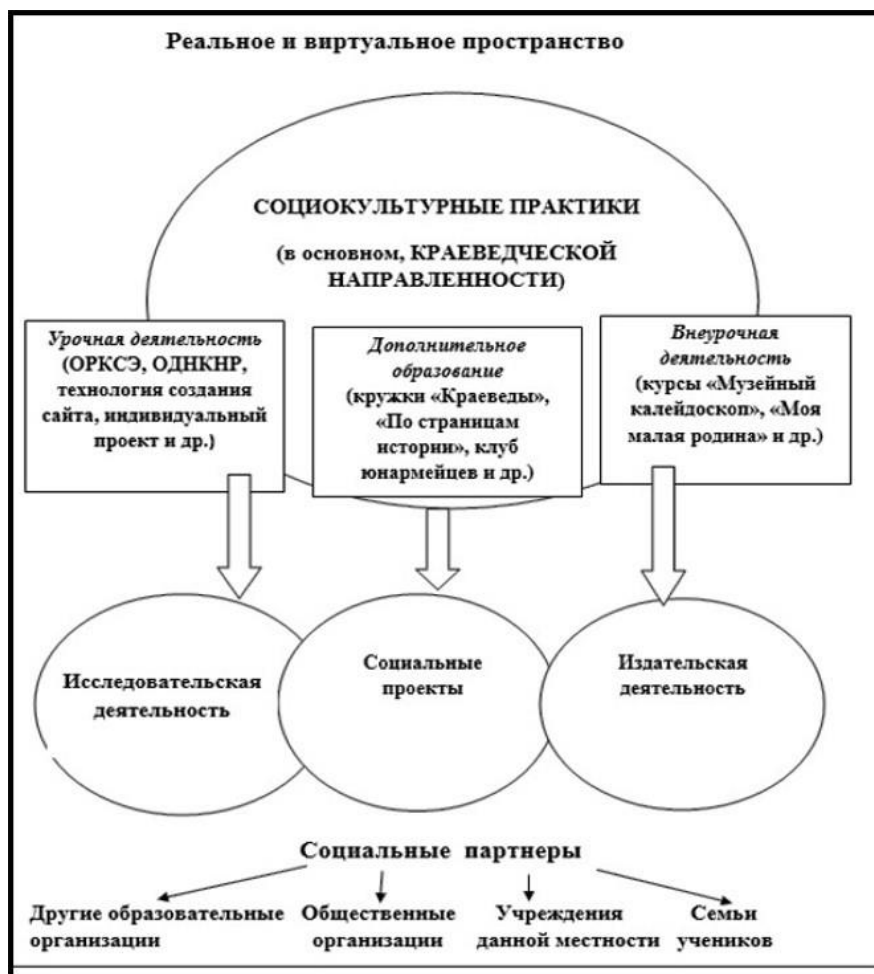 Реальное и виртуальное пространство
СОЦИОКУЛЬТУРНЫЕ ПРАКТИКИ
(в основном, КРАЕВЕДЧЕСКОЙ
НАПРАВЛЕННОСТИ)
Урочная деятельность
(ОРКСЭ, ОДНКНР,
технология создания
сайта, индивидуальный
проект и др.)
Дополнительное
образование
(кружки «Краеведы»,
«По страницам
истории», клуб
юнармейцев и др.)
Внеурочная
деятельность
(курсы «Музейный
калейдоскоп», «Моя
малая родина» и др.)
Исследовательская
деятельность
Социальные
проекты
Издательская
деятельность
Социальные партнеры
Другие образовательные
организации
Общественные
организации
Учреждения
данной местности
Семьи
учеников